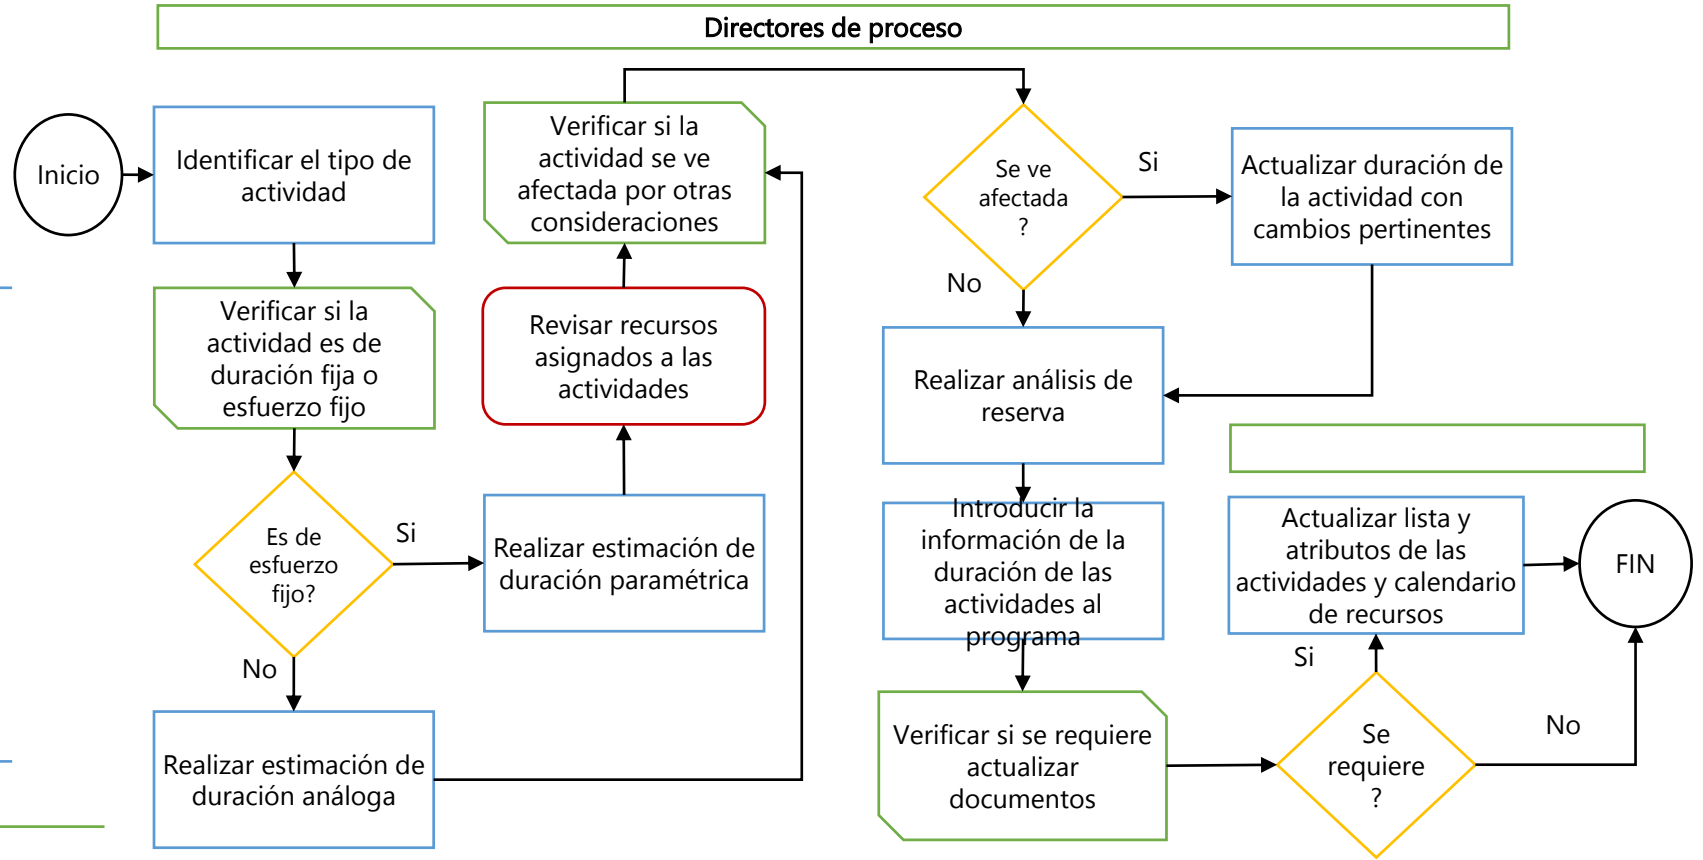 Directores de proceso
Inicio
Identificar el tipo de
actividad
Verificar si la
actividad es de
duración fija o
esfuerzo fijo
Es de
esfuerzo
fijo?
Si
No
Realizar estimación de
duración análoga
Realizar estimación de
duración paramétrica
Revisar recursos
asignados a las
actividades
Verificar si la
actividad se ve
afectada por otras
consideraciones
Se ve
afectada
?
Si
No
Actualizar duración de
la actividad con
cambios pertinentes
Realizar análisis de
reserva
Introducir la
información de la
duración de las
actividades al
programa
Verificar si se requiere
actualizar
documentos
Se
requiere
?
Si
No
Actualizar lista y
atributos de las
actividades y calendario
de recursos
FIN